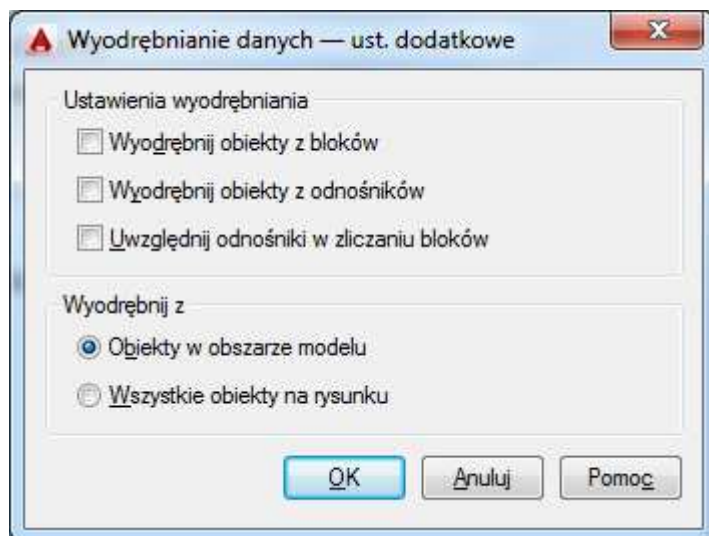 Wyodrębnianie danych — ust. dodatkowe
Ustawienia wyodrębniania
Wyodrębnij obiekty z bloków
Wyodrębnij obiekty z odnośników
Uwzględnij odnośniki w zliczaniu bloków
Wyodrębnij z
Obiekty w obszarze modelu
Wszystkie obiekty na rysunku
OK Anuluj Pomoc